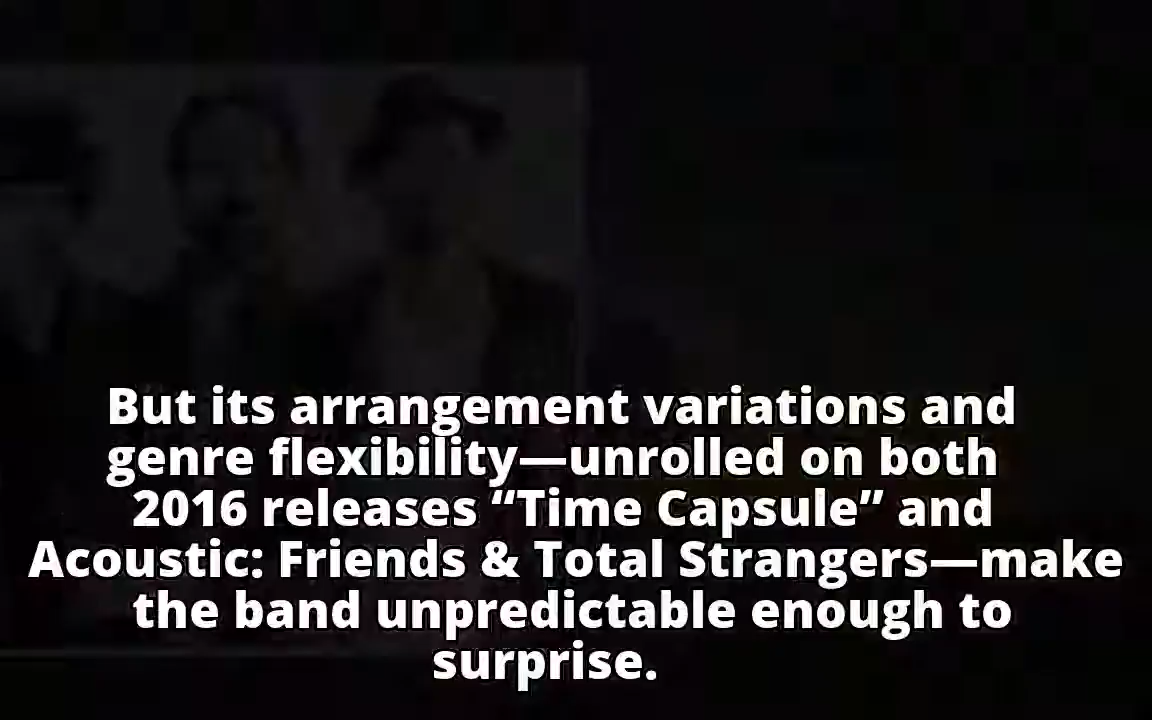 But its arrangement variations and
genre flexibility—unrolled on both
2016 releases “Time Capsule” and
Acoustic: Friends & Total Strangers—make
the band unpredictable enough to
surprise.